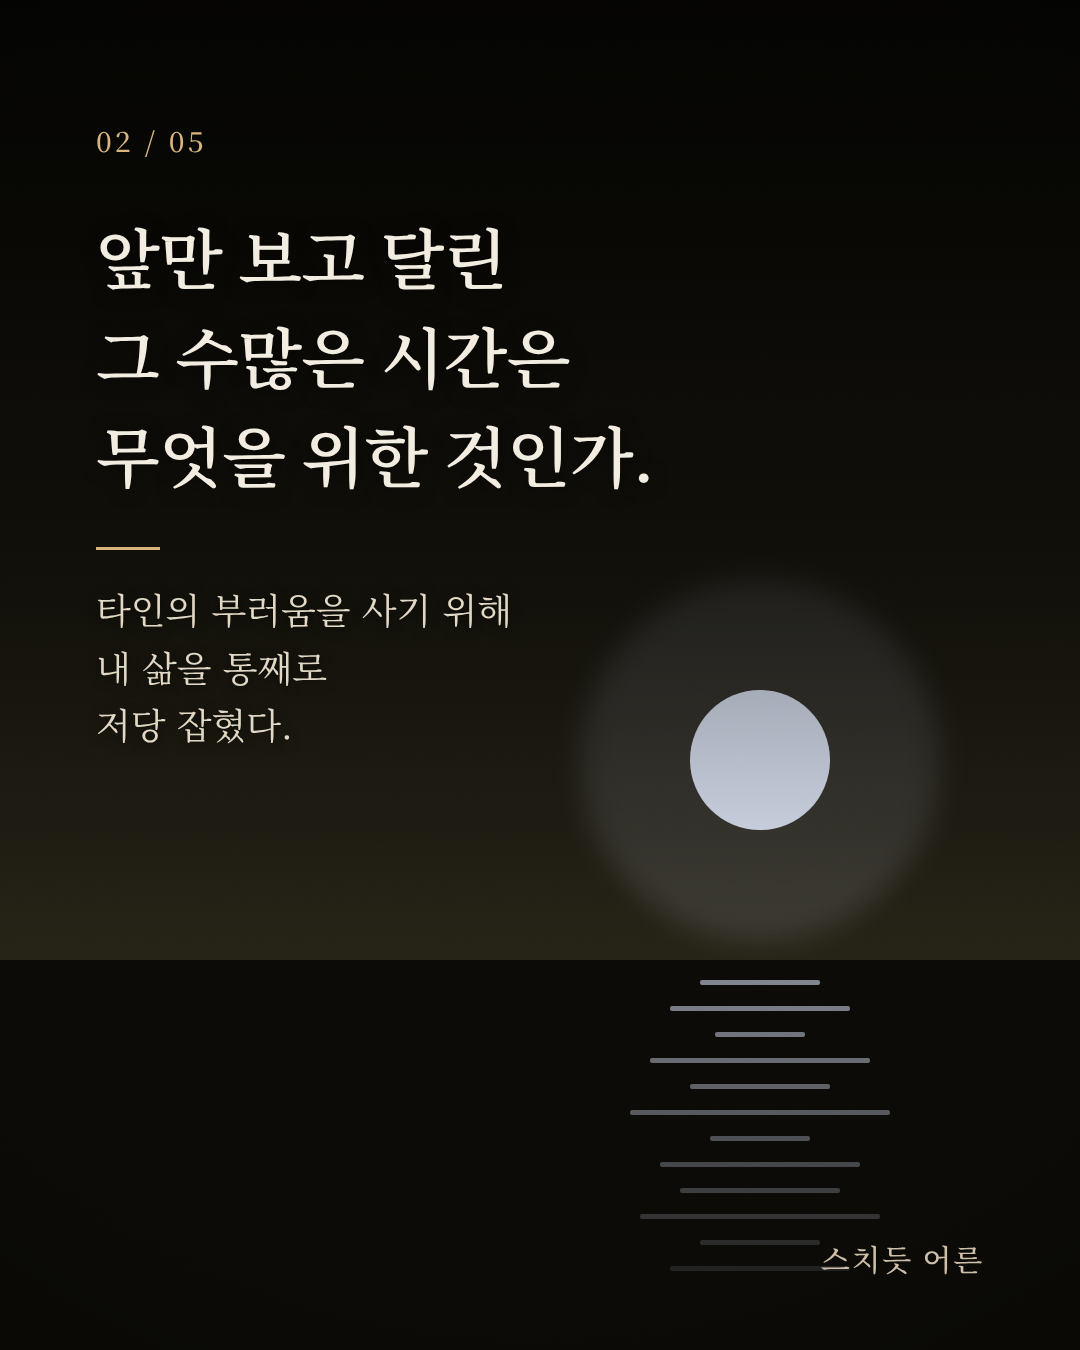 02 / 05
앞만 보고 달린
그 수많은 시간은
무엇을 위한 것인가.
타인의 부러움을 사기 위해
내 삶을 통째로
저당 잡혔다.
스치듯 어른